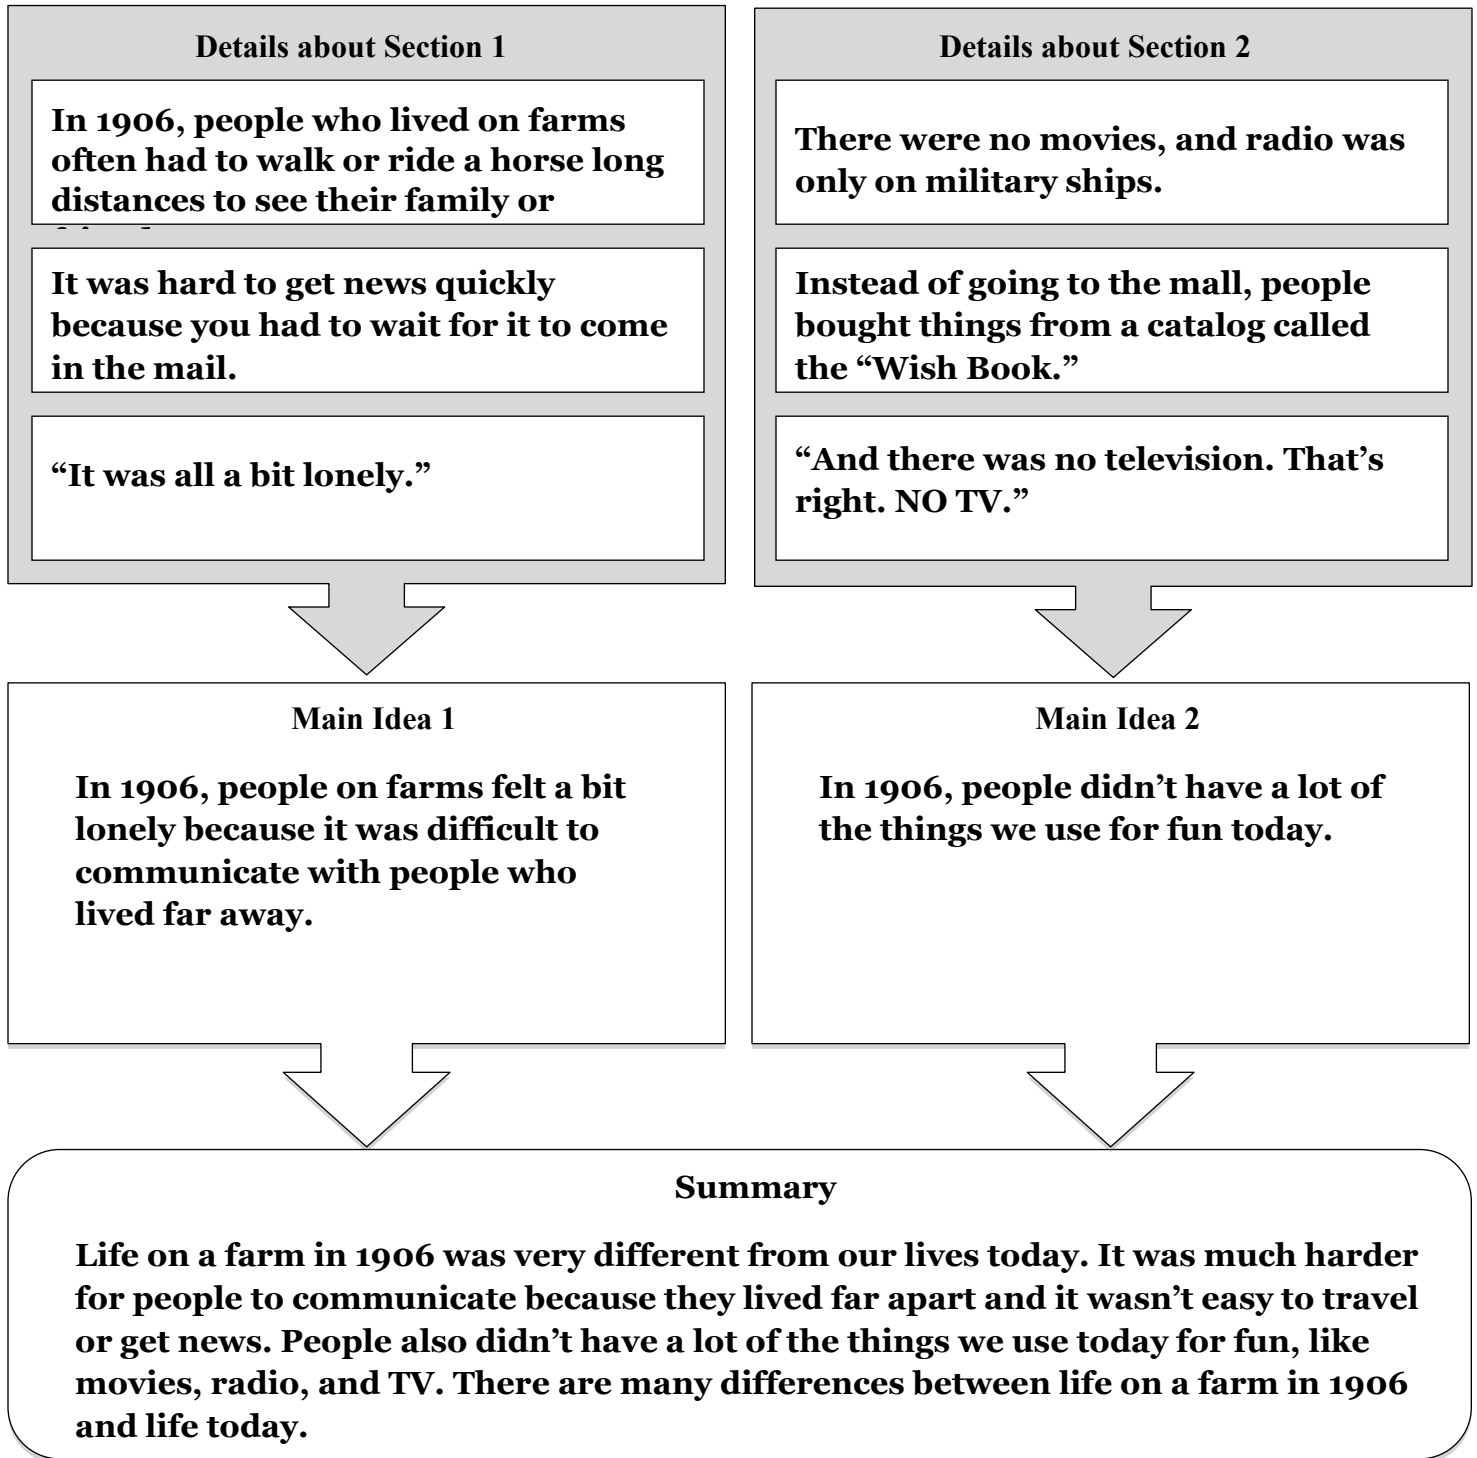 Details about Section 1
In 1906, people who lived on farms
often had to walk or ride a horse long
distances to see their family or
It was hard to get news quickly
because you had to wait for it to come
in the mail.
“It was all a bit lonely.”
Details about Section 2
There were no movies, and radio was
only on military ships.
Instead of going to the mall, people
bought things from a catalog called
the “Wish Book.”
“And there was no television. That’s
right. NO TV.”
Main Idea 1
In 1906, people on farms felt a bit
lonely because it was difficult to
communicate with people who
lived far away.
Main Idea 2
In 1906, people didn’t have a lot of
the things we use for fun today.
Summary
Life on a farm in 1906 was very different from our lives today. It was much harder
for people to communicate because they lived far apart and it wasn’t easy to travel
or get news. People also didn’t have a lot of the things we use today for fun, like
movies, radio, and TV. There are many differences between life on a farm in 1906
and life today.